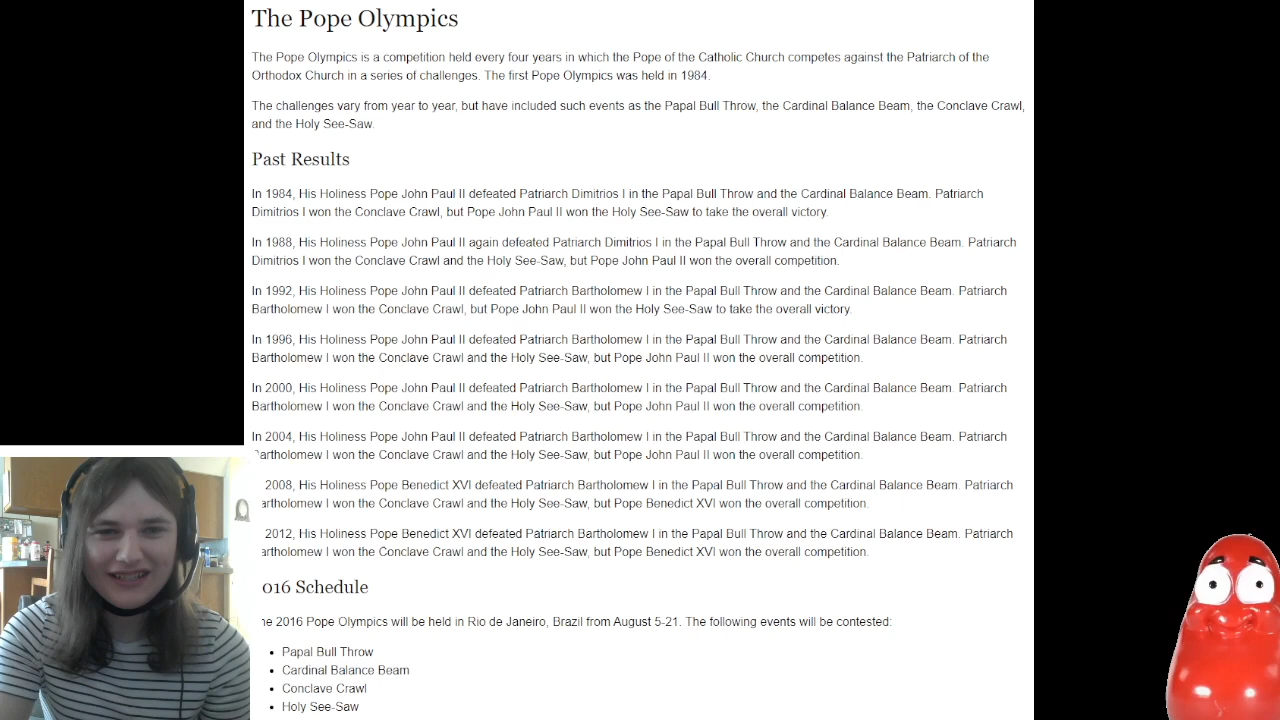 The Pope Olympics
The Pope Olympics is a competition held every four years in which the Pope of the Catholic Church competes against the Patriarch of the
Orthodox Church in a series of challenges. The first Pope Olympics was held in 1984.
The challenges vary from year to year, but have included such events as the Papal Bull Throw, the Cardinal Balance Beam, the Conclave Crawl,
and the Holy See-Saw.
Past Results
In 1984, His Holiness Pope John Paul II defeated Patriarch Dimitrios I in the Papal Bull Throw and the Cardinal Balance Beam. Patriarch
Dimitrios I won the Conclave Crawl, but Pope John Paul II won the Holy See-Saw to take the overall victory.
In 1988, His Holiness Pope John Paul II again defeated Patriarch Dimitrios I in the Papal Bull Throw and the Cardinal Balance Beam. Patriarch
Dimitrios I won the Conclave Crawl and the Holy See-Saw, but Pope John Paul II won the overall competition.
In 1992, His Holiness Pope John Paul II defeated Patriarch Bartholomew I in the Papal Bull Throw and the Cardinal Balance Beam. Patriarch
Bartholomew I won the Conclave Crawl, but Pope John Paul II won the Holy See-Saw to take the overall victory.
In 1996, His Holiness Pope John Paul II defeated Patriarch Bartholomew I in the Papal Bull Throw and the Cardinal Balance Beam. Patriarch
Bartholomew I won the Conclave Crawl and the Holy See-Saw, but Pope John Paul II won the overall competition.
In 2000, His Holiness Pope John Paul II defeated Patriarch Bartholomew I in the Papal Bull Throw and the Cardinal Balance Beam. Patriarch
Bartholomew I won the Conclave Crawl and the Holy See-Saw, but Pope John Paul II won the overall competition.
In 2004, His Holiness Pope John Paul II defeated Patriarch Bartholomew I in the Papal Bull Throw and the Cardinal Balance Beam. Patriarch
artholomew I won the Conclave Crawl and the Holy See-Saw, but Pope John Paul II won the overall competition.
2008, His Holiness Pope Benedict XVI defeated Patriarch Bartholomew I in the Papal Bull Throw and the Cardinal Balance Beam. Patriarch
artholomew I won the Conclave Crawl and the Holy See-Saw, but Pope Benedict XVI won the overall competition.
2012, His Holiness Pope Benedict XVI defeated Patriarch Bartholomew I in the Papal Bull Throw and the Cardinal Balance Beam. Patriarch
artholomew I won the Conclave Crawl and the Holy See-Saw, but Pope Benedict XVI won the overall competition.
016 Schedule
he 2016 Pope Olympics will be held in Rio de Janeiro, Brazil from August 5-21. The following events will be contested:
• Papal Bull Throw
• Cardinal Balance Beam
• Conclave Crawl
• Holy See-Saw